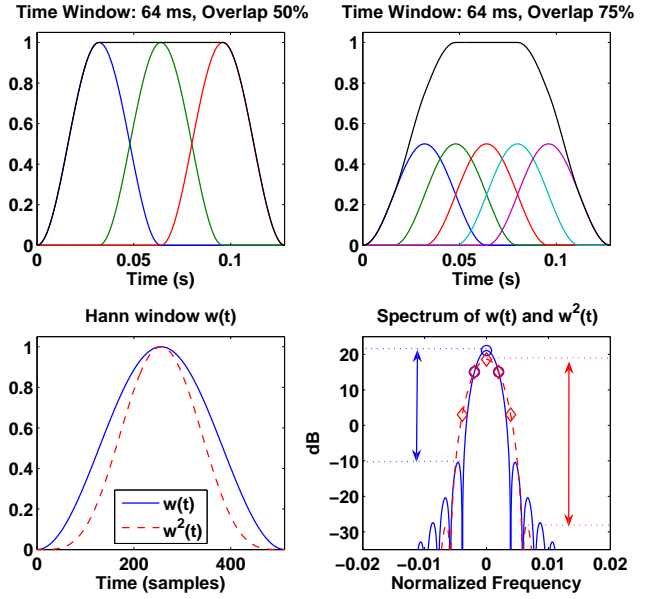 Time Window: 64 ms, Overlap 50%
1
0.8
0.6
0.4
0.2
0
0 0.05 0.1
Time (s)
Time Window: 64 ms, Overlap 75%
1
0.8
0.6
0.4
0.2
0
0 0.05 0.1
Time (s)
Hann window w(t)
1
0.8
0.6
0.4
0.2
0
w(t)
w²(t)
0 200 400
Time (samples)
Spectrum of w(t) and w²(t)
dB
20
10
0
−10
−20
−30
−0.02 −0.01 0 0.01 0.02
Normalized Frequency